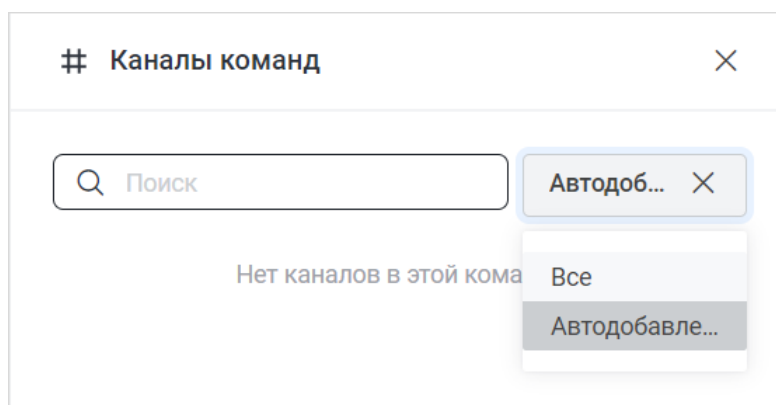 Каналы команд
Поиск
Автодоб...
Нет каналов в этой кома
Все
Автодобавле...